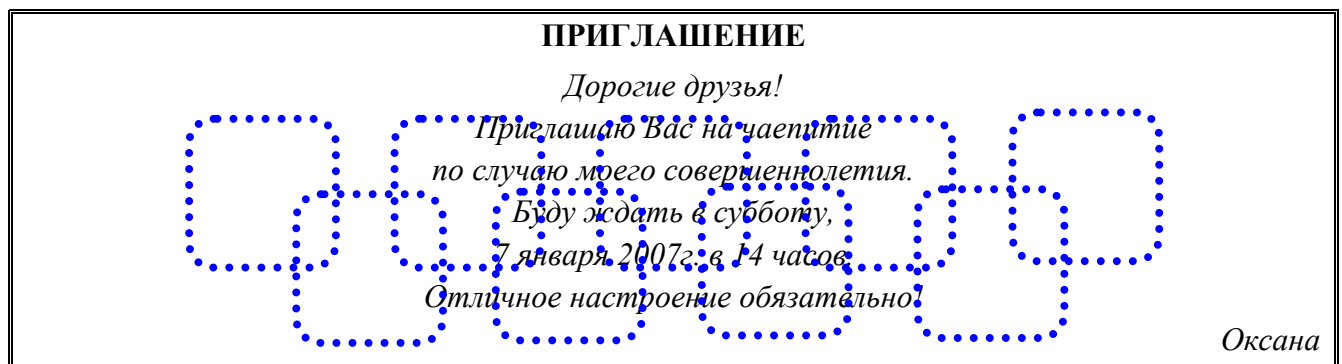 ПРИГЛАШЕНИЕ
Дорогие друзья!
Приглашаю Вас на чаепитие
по случаю моего совершеннолетия.
Буду ждать в субботу,
7 января 2007г. в 14 часов.
Отличное настроение обязательно!
Оксана